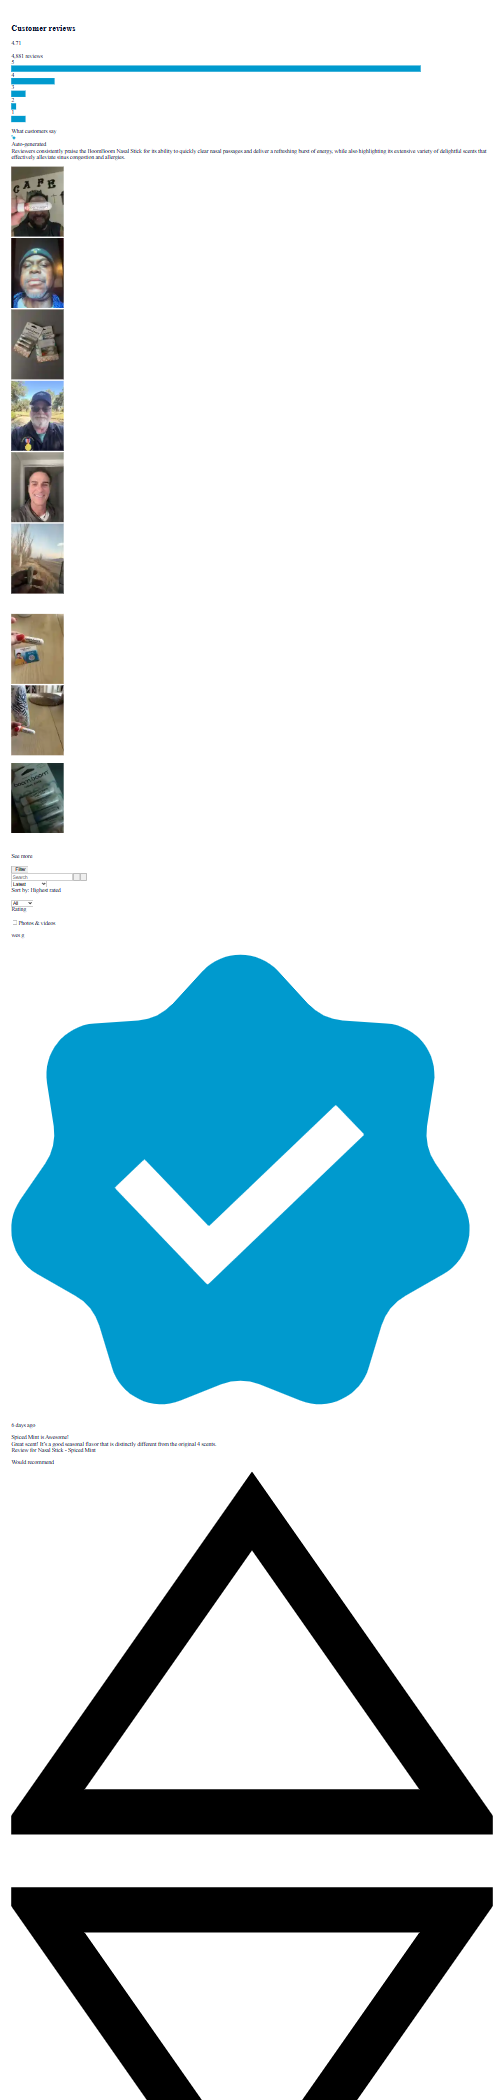 Customer reviews
4.71
4,881 reviews
5
4
3
2
1
What customers say
Auto-generated
Reviewers consistently praise the BoomBoom Nasal Stick for its ability to quickly clear nasal passages and deliver a refreshing burst of energy, while also highlighting its extensive variety of delightful scents that
effectively alleviate sinus congestion and allergies.
CAFE
boomboom
See more
Filter
Search
Latest
Sort by: Highest rated
All
Rating
Photos & videos
6 days ago
Spiced Mint is Awesome!
Great scent! It's a good seasonal flavor that is distinctly different from the original 4 scents.
Review for Nasal Stick - Spiced Mint
Would recommend